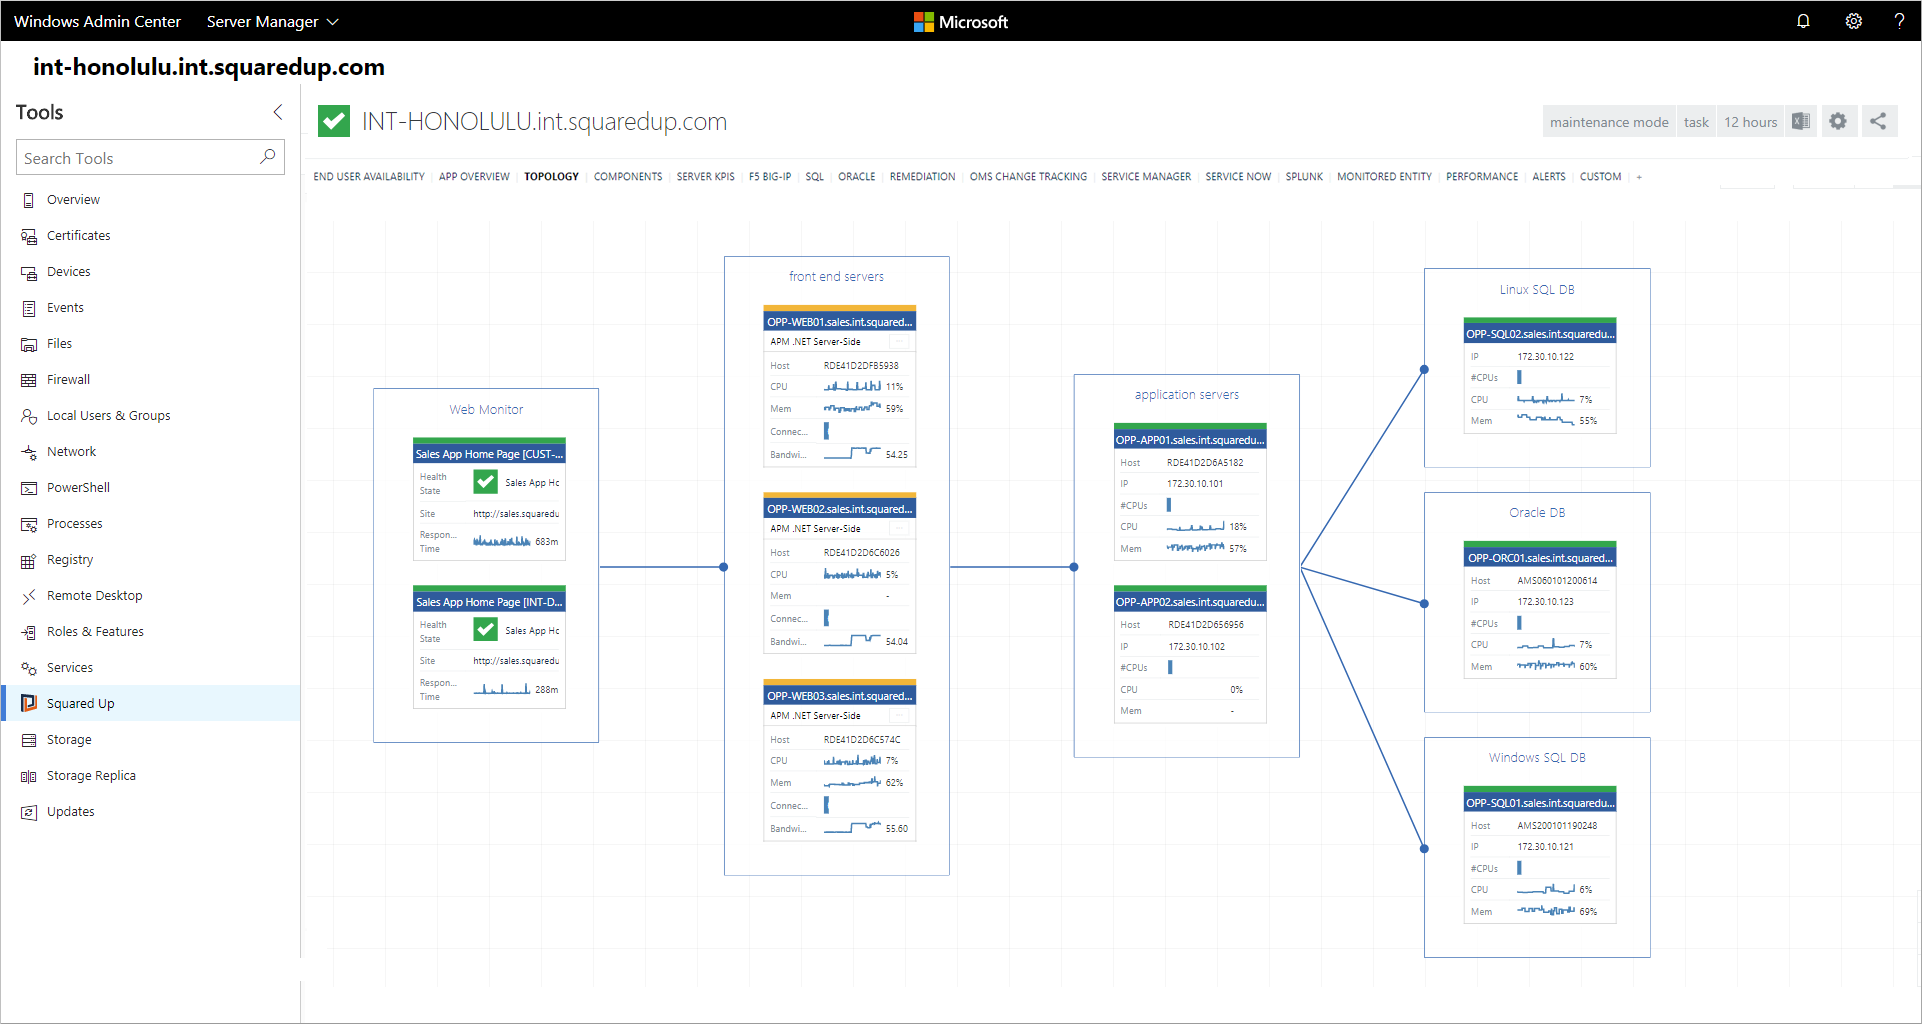 Windows Admin Center Server Manager Microsoft ?
int-honolulu.int.squaredup.com
Tools
Search Tools
Overview
Certificates
Devices
Events
Files
Firewall
Local Users & Groups
Network
PowerShell
Processes
Registry
Remote Desktop
Roles & Features
Services
Squared Up
Storage
Storage Replica
Updates
INT-HONOLULU.int.squaredup.com
maintenance mode task 12 hours
END USER AVAILABILITY APP OVERVIEW TOPOLOGY COMPONENTS SERVER KPIS F5 BIG-IP SQL ORACLE REMEDIATION OMS CHANGE TRACKING SERVICE MANAGER SERVICE NOW SPLUNK MONITORED ENTITY PERFORMANCE ALERTS CUSTOM +
Web Monitor
Sales App Home Page [CUST-...
Health State Sales App Hc
Site http://sales.squaredu
Respon... Time 683m
Sales App Home Page [INT-D...
Health State Sales App Hc
Site http://sales.squaredu
Respon... Time 288m
front end servers
OPP-WEB01.sales.int.squared...
APM .NET Server-Side
Host RDE41D2DFB5938
CPU 11%
Mem 59%
Connec...
Bandwi... 54.25
OPP-WEB02.sales.int.squared...
APM .NET Server-Side
Host RDE41D2D6C6026
CPU 5%
Mem -
Connec...
Bandwi... 54.04
OPP-WEB03.sales.int.squared...
APM .NET Server-Side
Host RDE41D2D6C574C
CPU 7%
Mem 62%
Connec...
Bandwi... 55.60
application servers
OPP-APP01.sales.int.squaredu...
Host RDE41D2D6A5182
IP 172.30.10.101
#CPUs
CPU 18%
Mem 57%
OPP-APP02.sales.int.squaredu...
Host RDE41D2D656956
IP 172.30.10.102
#CPUs
CPU 0%
Mem -
Linux SQL DB
OPP-SQL02.sales.int.squaredu...
IP 172.30.10.122
#CPUs
CPU 7%
Mem 55%
Oracle DB
OPP-ORC01.sales.int.squared...
Host AMS060101200614
IP 172.30.10.123
#CPUs
CPU 7%
Mem 60%
Windows SQL DB
OPP-SQL01.sales.int.squaredu...
Host AMS200101190248
IP 172.30.10.121
#CPUs
CPU 6%
Mem 69%